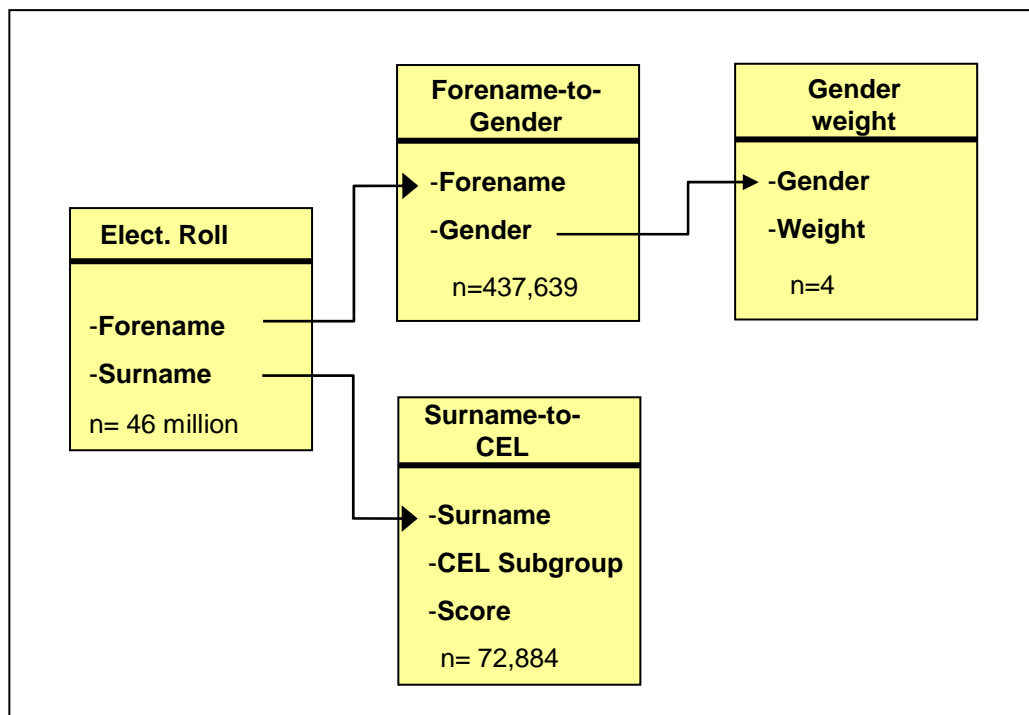 Elect. Roll
-Forename
-Surname
n= 46 million
Forename-to-
Gender
-Forename
-Gender
n=437,639
Gender
weight
-Gender
-Weight
n=4
Surname-to-
CEL
-Surname
-CEL Subgroup
-Score
n= 72,884